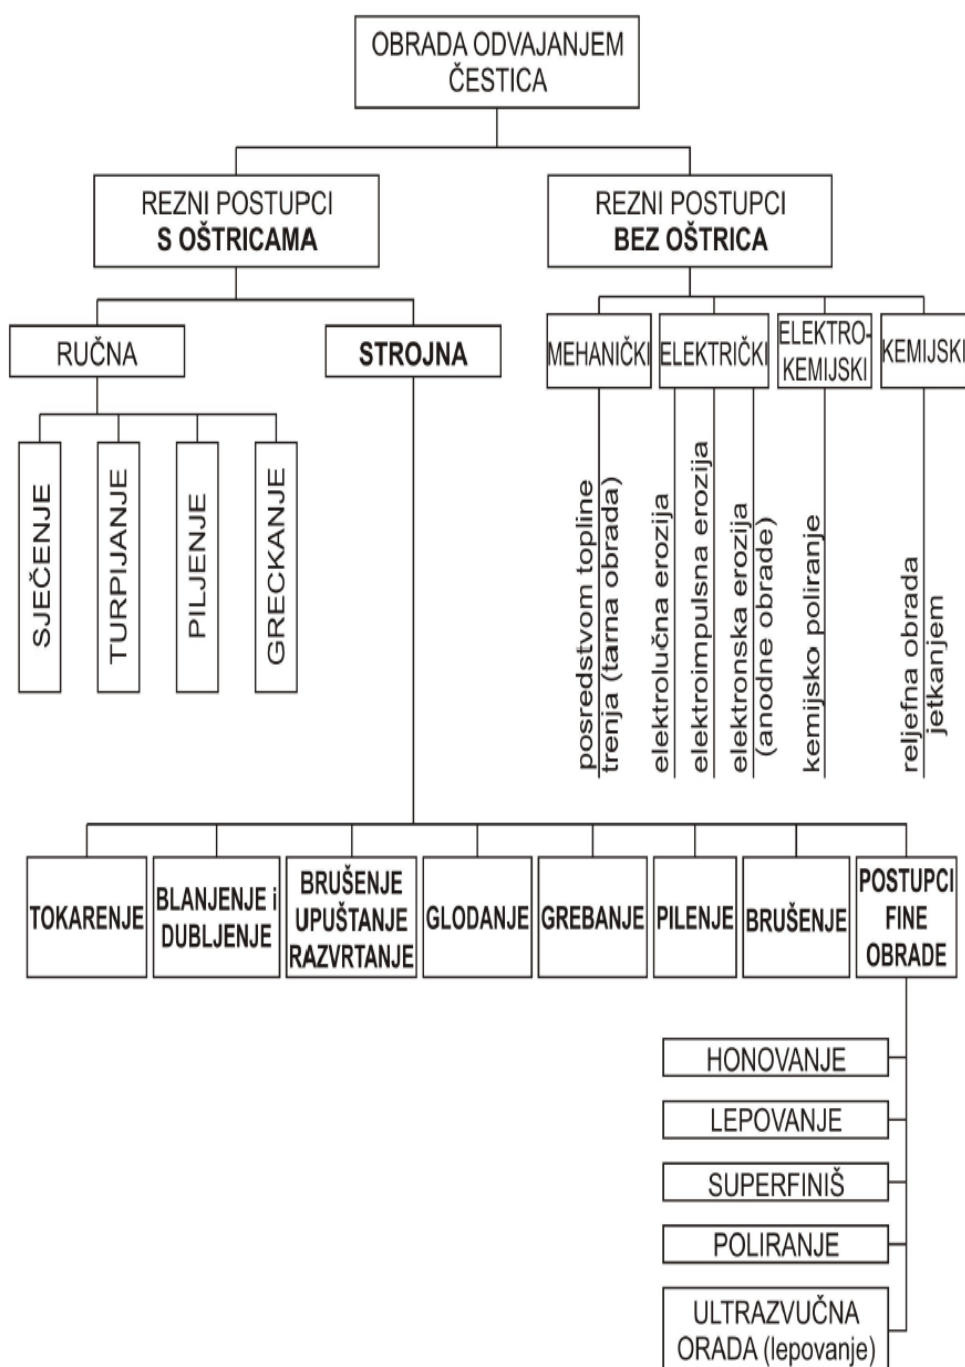 OBRADA ODVAJANJEM
ČESTICA
REZNI POSTUPCI
S OŠTRICAMA
REZNI POSTUPCI
BEZ OŠTRICA
RUČNA
STROJNA
MEHANIČKI
ELEKTRIČKI
ELEKTRO-
KEMIJSKI
KEMIJSKI
SJEČENJE
TURPIJANJE
PILJENJE
GRECKANJE
posredstvom topline
trenja (tarna obrada)
elektrolučna erozija
elektroimpulsna erozija
elektronska erozija
(anodne obrade)
kemijsko poliranje
reljefna obrada
jetkanjem
TOKARENJE
BLANJENJE i
DUBLJENJE
BRUŠENJE
UPUŠTANJE
RAZVRTANJE
GLODANJE
GREBANJE
PILENJE
BRUŠENJE
POSTUPCI
FINE
OBRADE
HONOVANJE
LEPOVANJE
SUPERFINIŠ
POLIRANJE
ULTRAZVUČNA
ORADA (lepovanje)